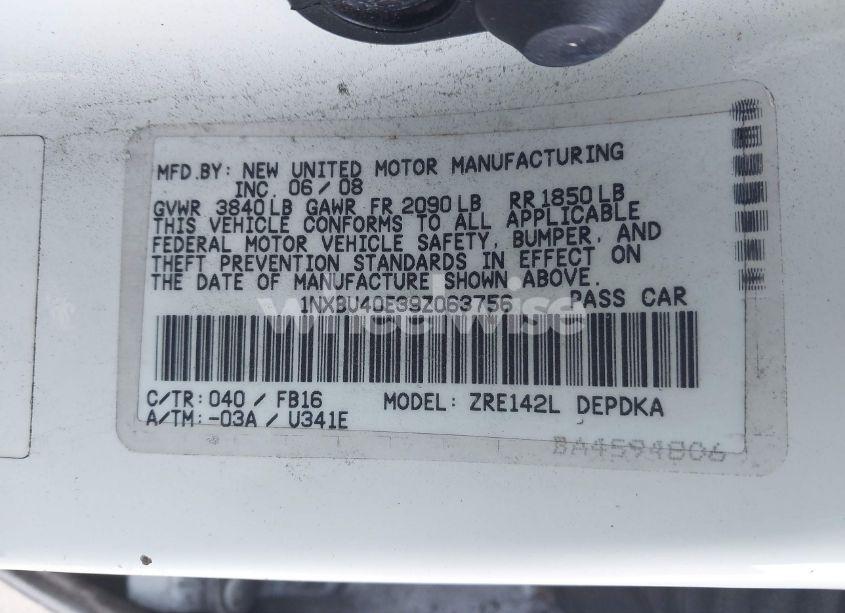 MFD.BY: NEW UNITED MOTOR MANUFACTURING
INC. 06/08
GVWR 3840LB GAWR FR 2090LB RR 1850LB
THIS VEHICLE CONFORMS TO ALL APPLICABLE
FEDERAL MOTOR VEHICLE SAFETY, BUMPER, AND
THEFT PREVENTION STANDARDS IN EFFECT ON
THE DATE OF MANUFACTURE SHOWN ABOVE.
1NXBU40E39Z063756 PASS CAR
wheelwise
C/TR: 040 / FB16 MODEL: ZRE142L DEPDKA
A/TM: -03A / U341E
BA4594806